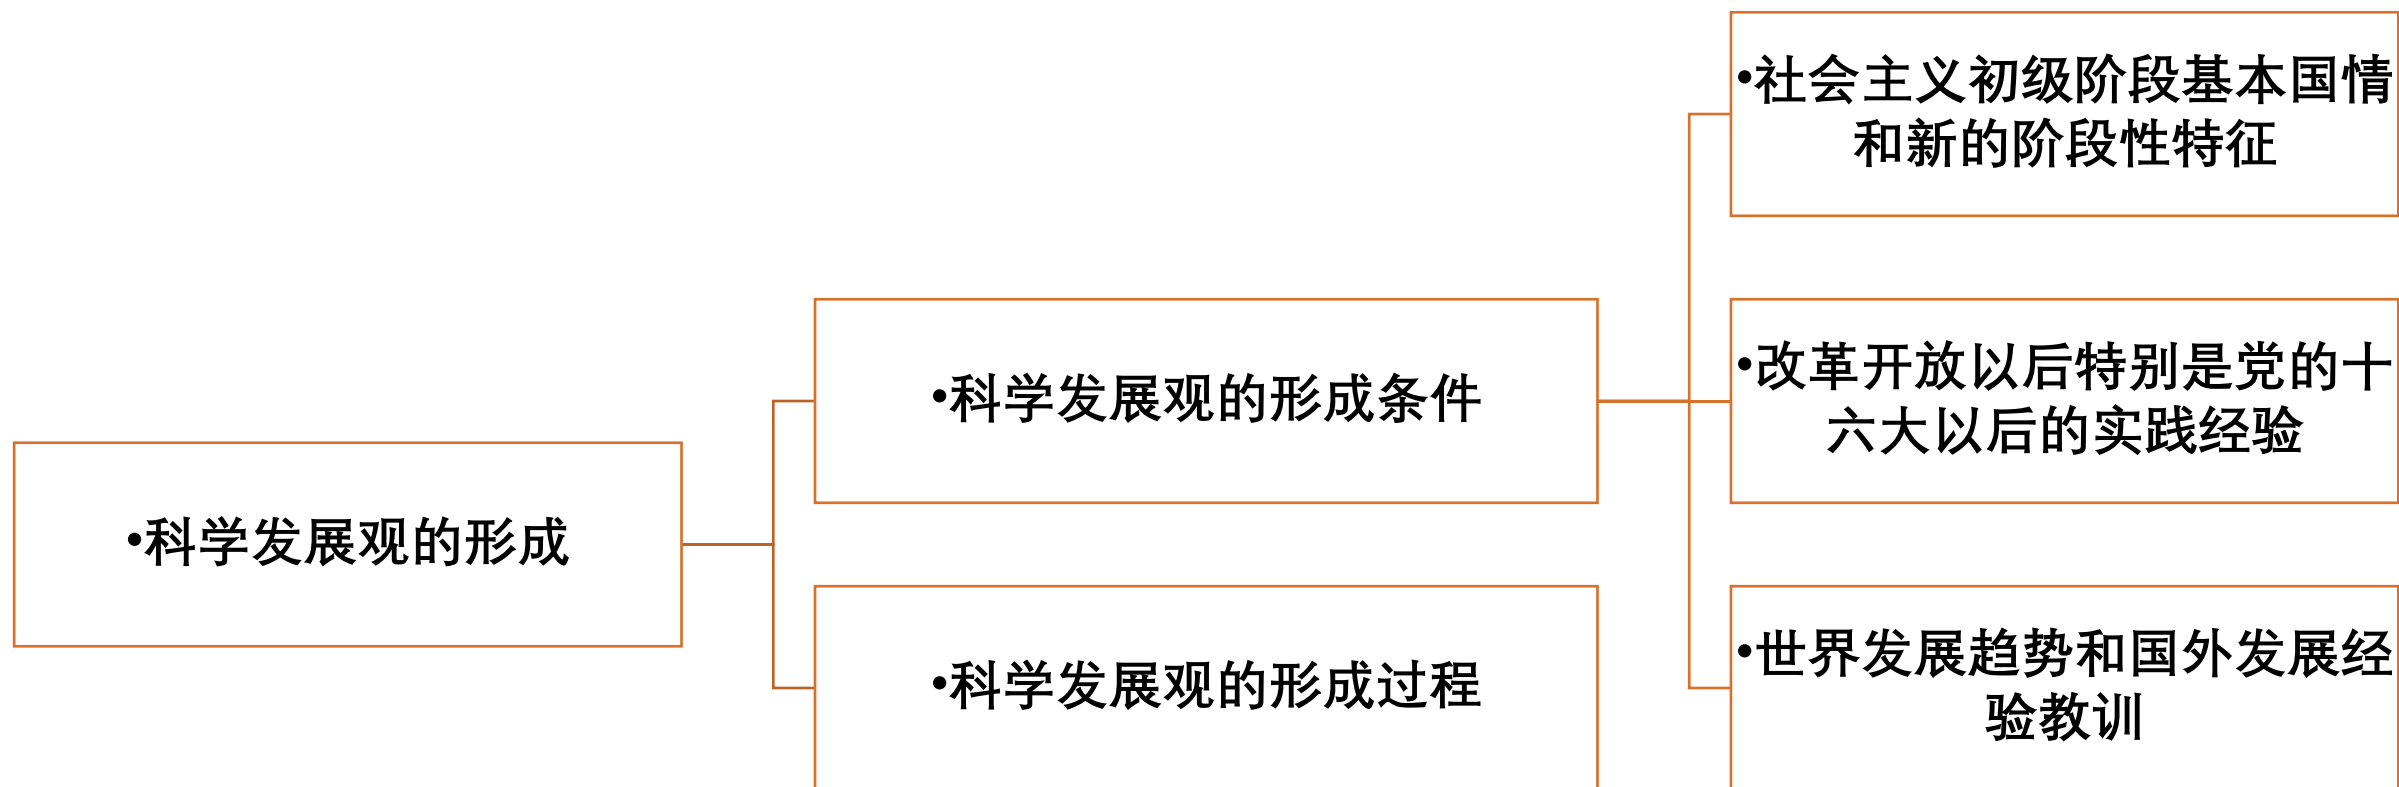 •科学发展观的形成
•科学发展观的形成条件
•科学发展观的形成过程
•社会主义初级阶段基本国情
和新的阶段性特征
•改革开放以后特别是党的十
六大以后的实践经验
•世界发展趋势和国外发展经
验教训